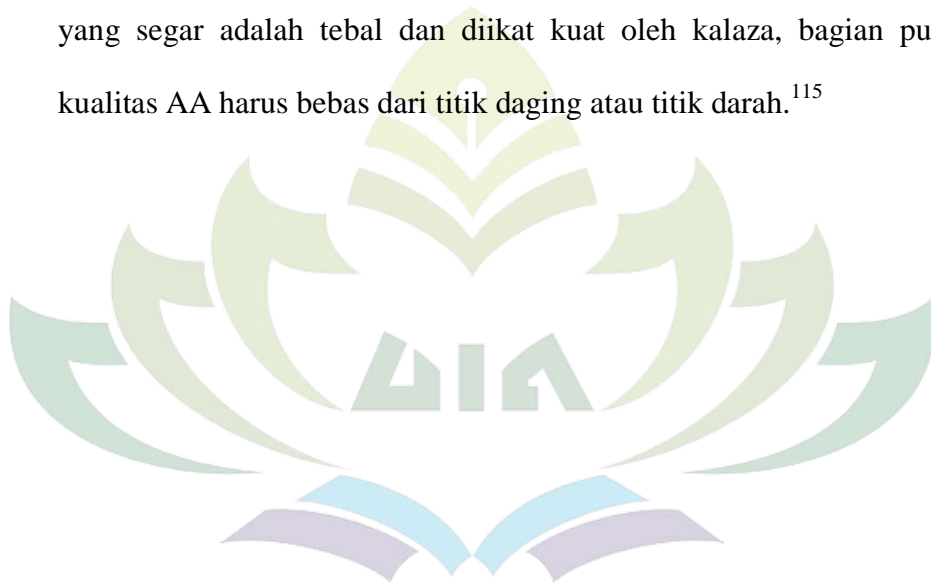 yang segar adalah tebal dan diikat kuat oleh kalaza, bagian pu
kualitas AA harus bebas dari titik daging atau titik darah.115
UIN